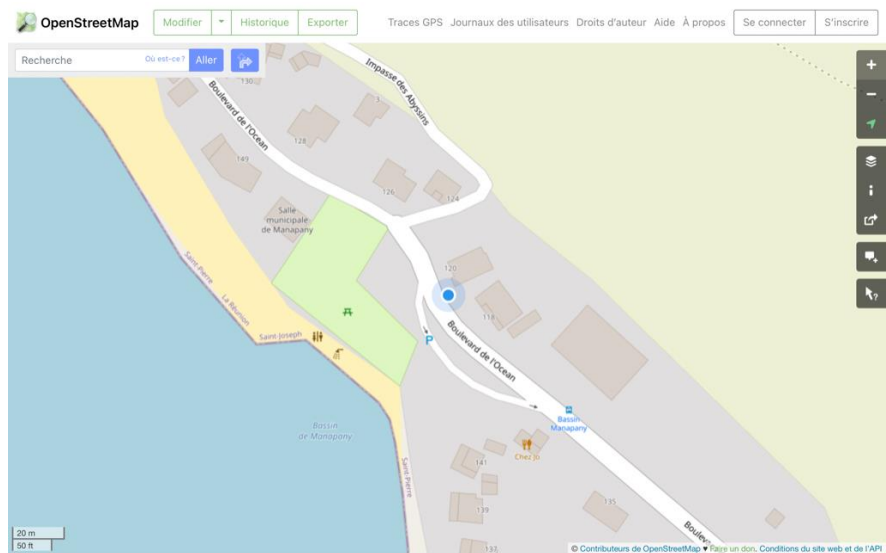 OpenStreetMap
Modifier Historique Exporter
Traces GPS Journaux des utilisateurs Droits d'auteur Aide À propos
Se connecter S'inscrire
Recherche Où est-ce ? Aller
130
Impasse des Abyssins
Boulevard de l'Ocean
128
149
126
124
Salle
municipale
de Manapany
120
Saint-Pierre
La Réunion
Saint-Joseph
118
P
Boulevard de l'Ocean
Bassin
Manapany
Bassin
de Manapany
Chez Jo
141
Saint-Pierre
139
135
137
Boulev
20 m
50 ft
© Contributeurs de OpenStreetMap ♥ Faire un don. Conditions du site web et de l'API